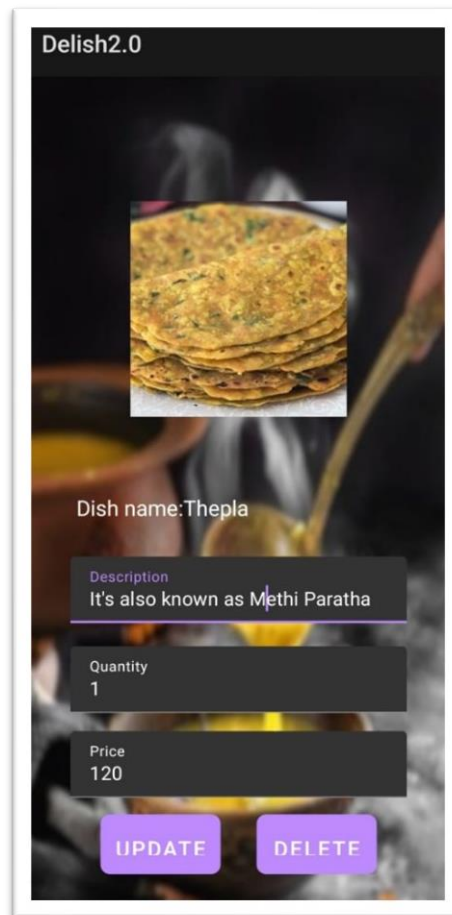 Delish2.0
Dish name:Thepla
Description
It's also known as Methi Paratha
Quantity
1
Price
120
UPDATE
DELETE